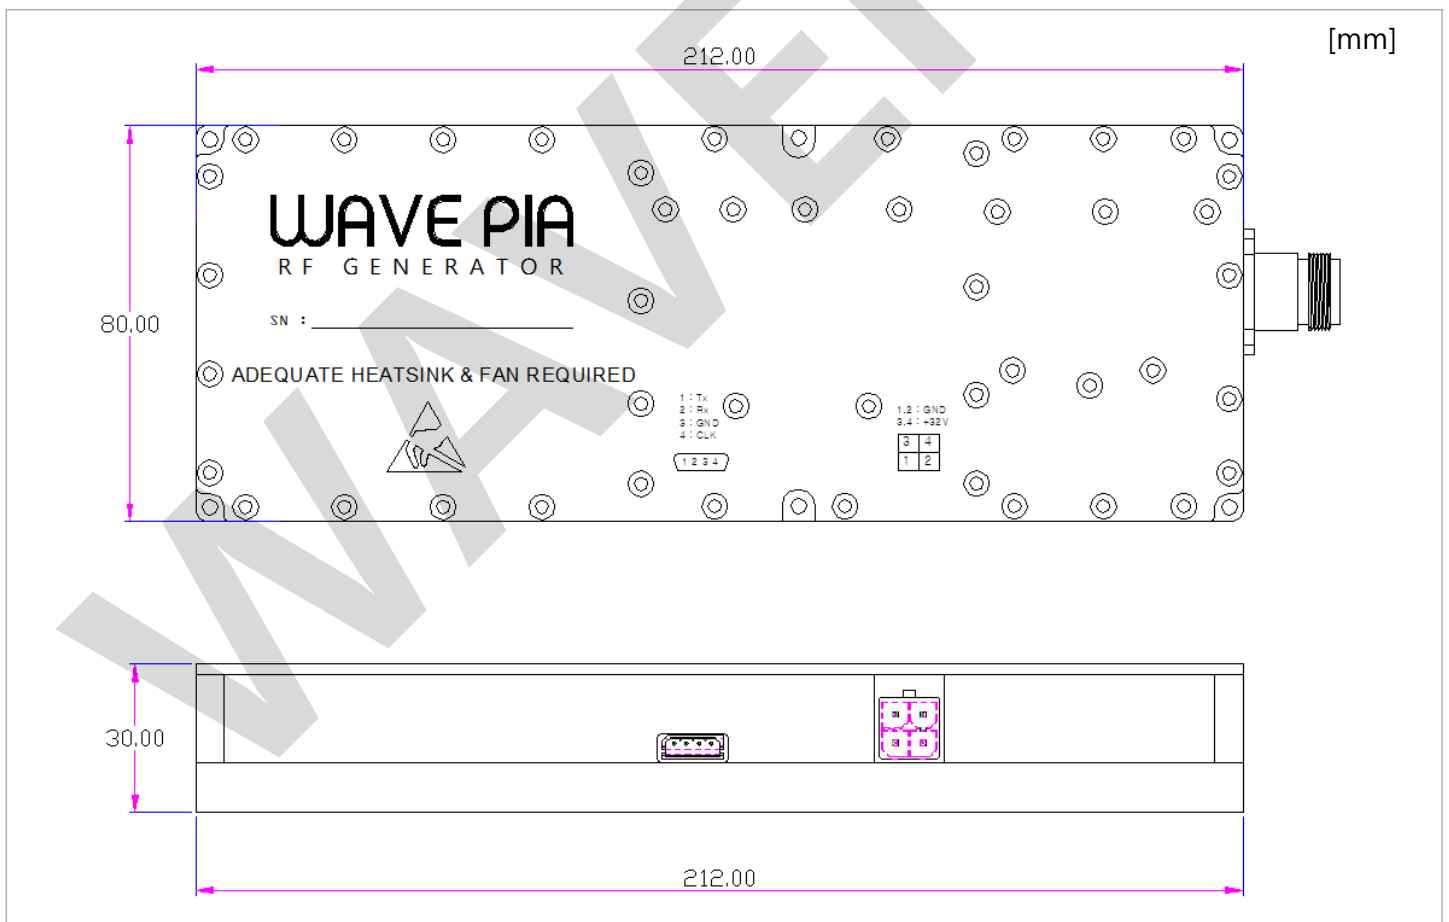 [mm]
212.00
80.00
WAVE PIA
RF GENERATOR
SN :
ADEQUATE HEATSINK & FAN REQUIRED
1 : Tx
2 : Rx
3 : GND
4 : CLK
1 2 3 4
1,2 : GND
3,4 : +32V
3 4
1 2
30.00
212.00
WAVEP